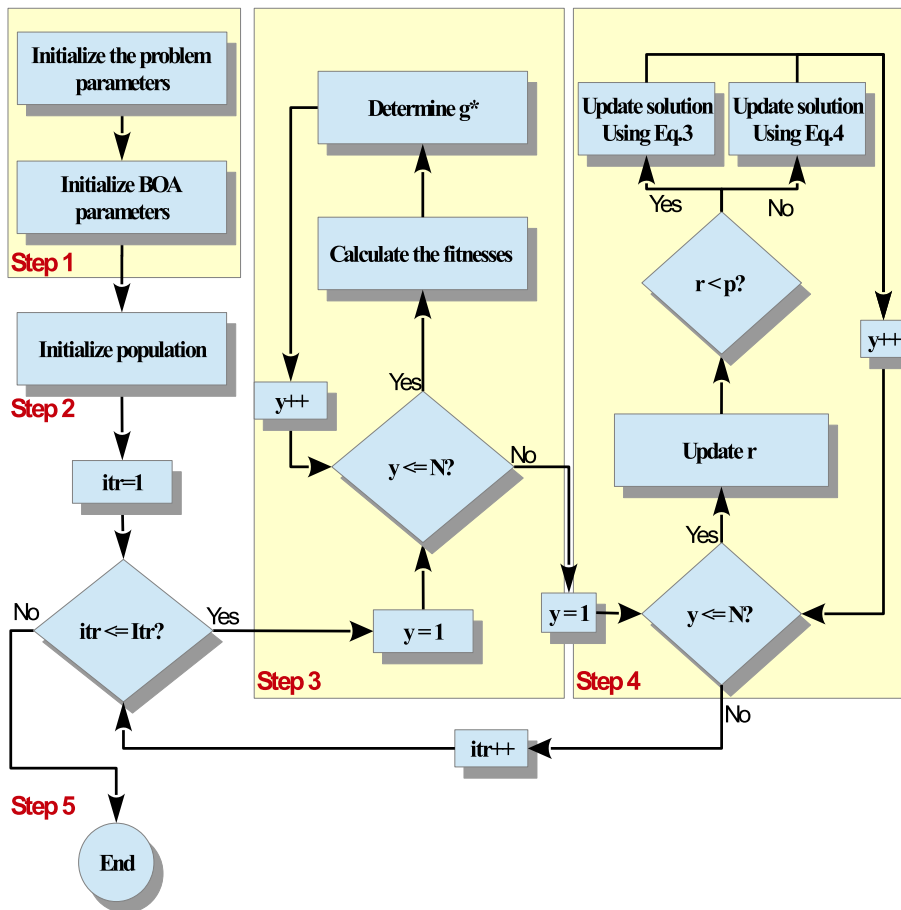 Initialize the problem
parameters
Initialize BOA
parameters
Step 1
Initialize population
Step 2
itr=1
itr <= Itr?
No
Yes
Step 5
End
Determine g*
Calculate the fitnesses
Yes
y++
y <= N?
No
y = 1
Step 3
itr++
Update solution
Using Eq.3
Update solution
Using Eq.4
Yes
No
r < p?
y++
Update r
Yes
y = 1
y <= N?
Step 4
No